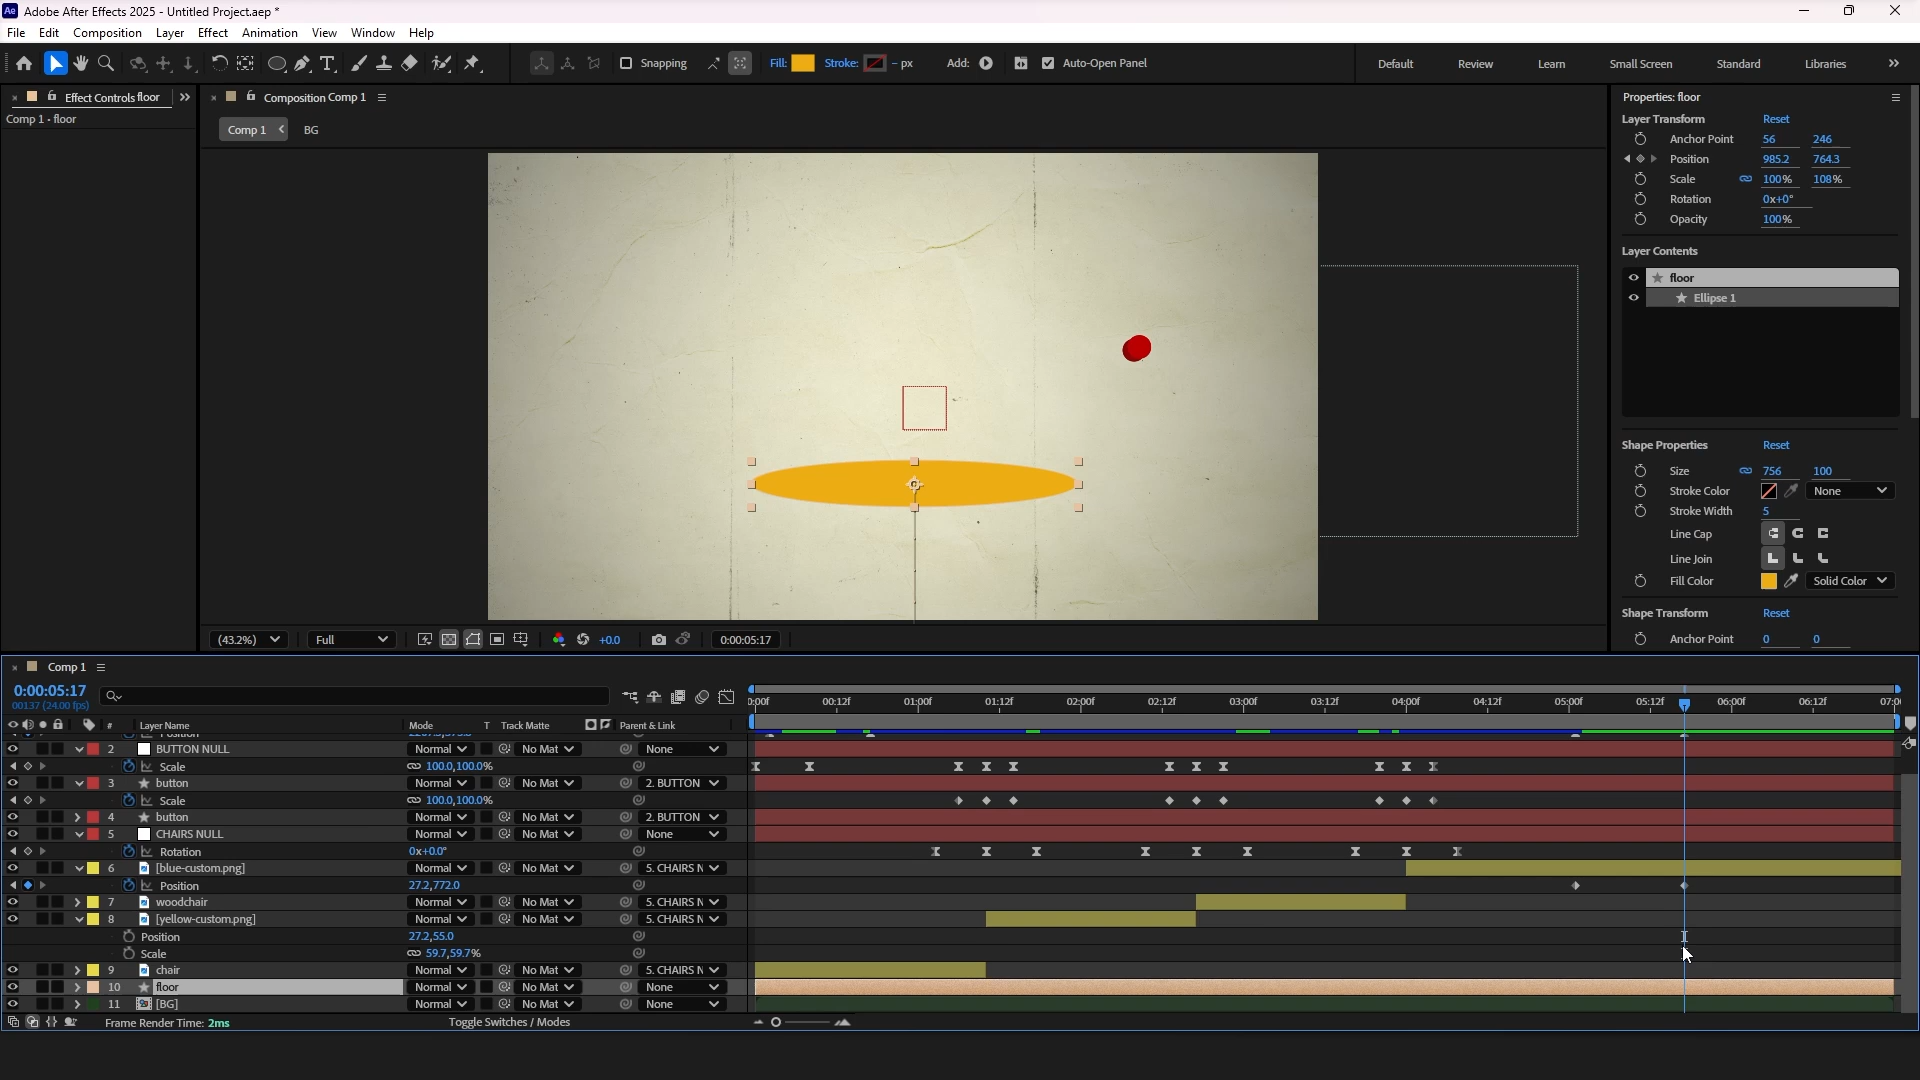 Ae Adobe After Effects 2025 - Untitled Project.aep *
File Edit Composition Layer Effect Animation View Window Help
T Snapping Fill: Stroke: - px Add: Auto-Open Panel Default Review Learn Small Screen Standard Libraries
Effect Controls floor
Comp 1 - floor
Composition Comp 1
Comp 1 BG
(43.2%) Full +0.0 0:00:05:17
Properties: floor
Layer Transform Reset
Anchor Point 56 246
Position 985.2 764.3
Scale 100% 108%
Rotation 0x+0°
Opacity 100%
Layer Contents
floor
Ellipse 1
Shape Properties Reset
Size 756 100
Stroke Color None
Stroke Width 5
Line Cap
Line Join
Fill Color Solid Color
Shape Transform Reset
Anchor Point 0 0
Comp 1
0:00:05:17
00137 (24.00 fps)
00:12f 01:00f 01:12f 02:00f 02:12f 03:00f 03:12f 04:00f 04:12f 05:00f 05:12f 06:00f 06:12f
# Layer Name Mode T Track Matte Parent & Link
2 BUTTON NULL Normal No Mat None
Scale 100.0,100.0%
3 button Normal No Mat 2. BUTTON
Scale 100.0,100.0%
4 button Normal No Mat 2. BUTTON
5 CHAIRS NULL Normal No Mat None
Rotation 0x+0.0°
6 [blue-custom.png] Normal No Mat 5. CHAIRS N
Position 27.2,772.0
7 woodchair Normal No Mat 5. CHAIRS N
8 [yellow-custom.png] Normal No Mat 5. CHAIRS N
Position 27.2,55.0
Scale 59.7,59.7%
9 chair Normal No Mat 5. CHAIRS N
10 floor Normal No Mat None
11 [BG] Normal No Mat None
Frame Render Time: 2ms Toggle Switches / Modes